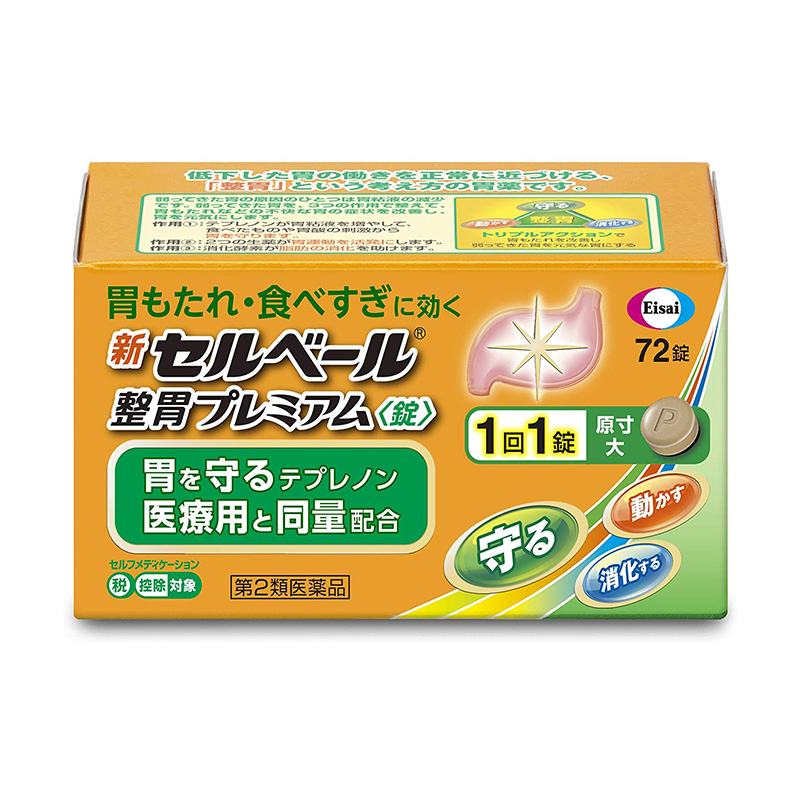 低下した胃の働きを正常に近づける、
「整胃」という考え方の胃薬です。
弱ってきた胃の原因のひとつは胃粘液の減少
です。弱ってきた胃を、3つの作用で整えて、
胃もたれなどの不快な胃の症状を改善し、
胃を元気にします。
作用①:テプレノンが胃粘液を増やして、
食べたものや胃酸の刺激から
胃を守ります。
作用②:2つの生薬が胃運動を活発にします。
作用③:消化酵素が脂肪の消化を助けます。
守る
整胃
動かす
消化する
トリプルアクションで
胃もたれを改善し
弱ってきた胃を元気な胃にする
胃もたれ・食べすぎに効く
新セルベール®
整胃プレミアム〈錠〉
Eisai
72錠
1回1錠
原寸大
P
胃を守るテプレノン
医療用と同量配合
守る
動かす
消化する
セルフメディケーション
税 控除 対象
第2類医薬品